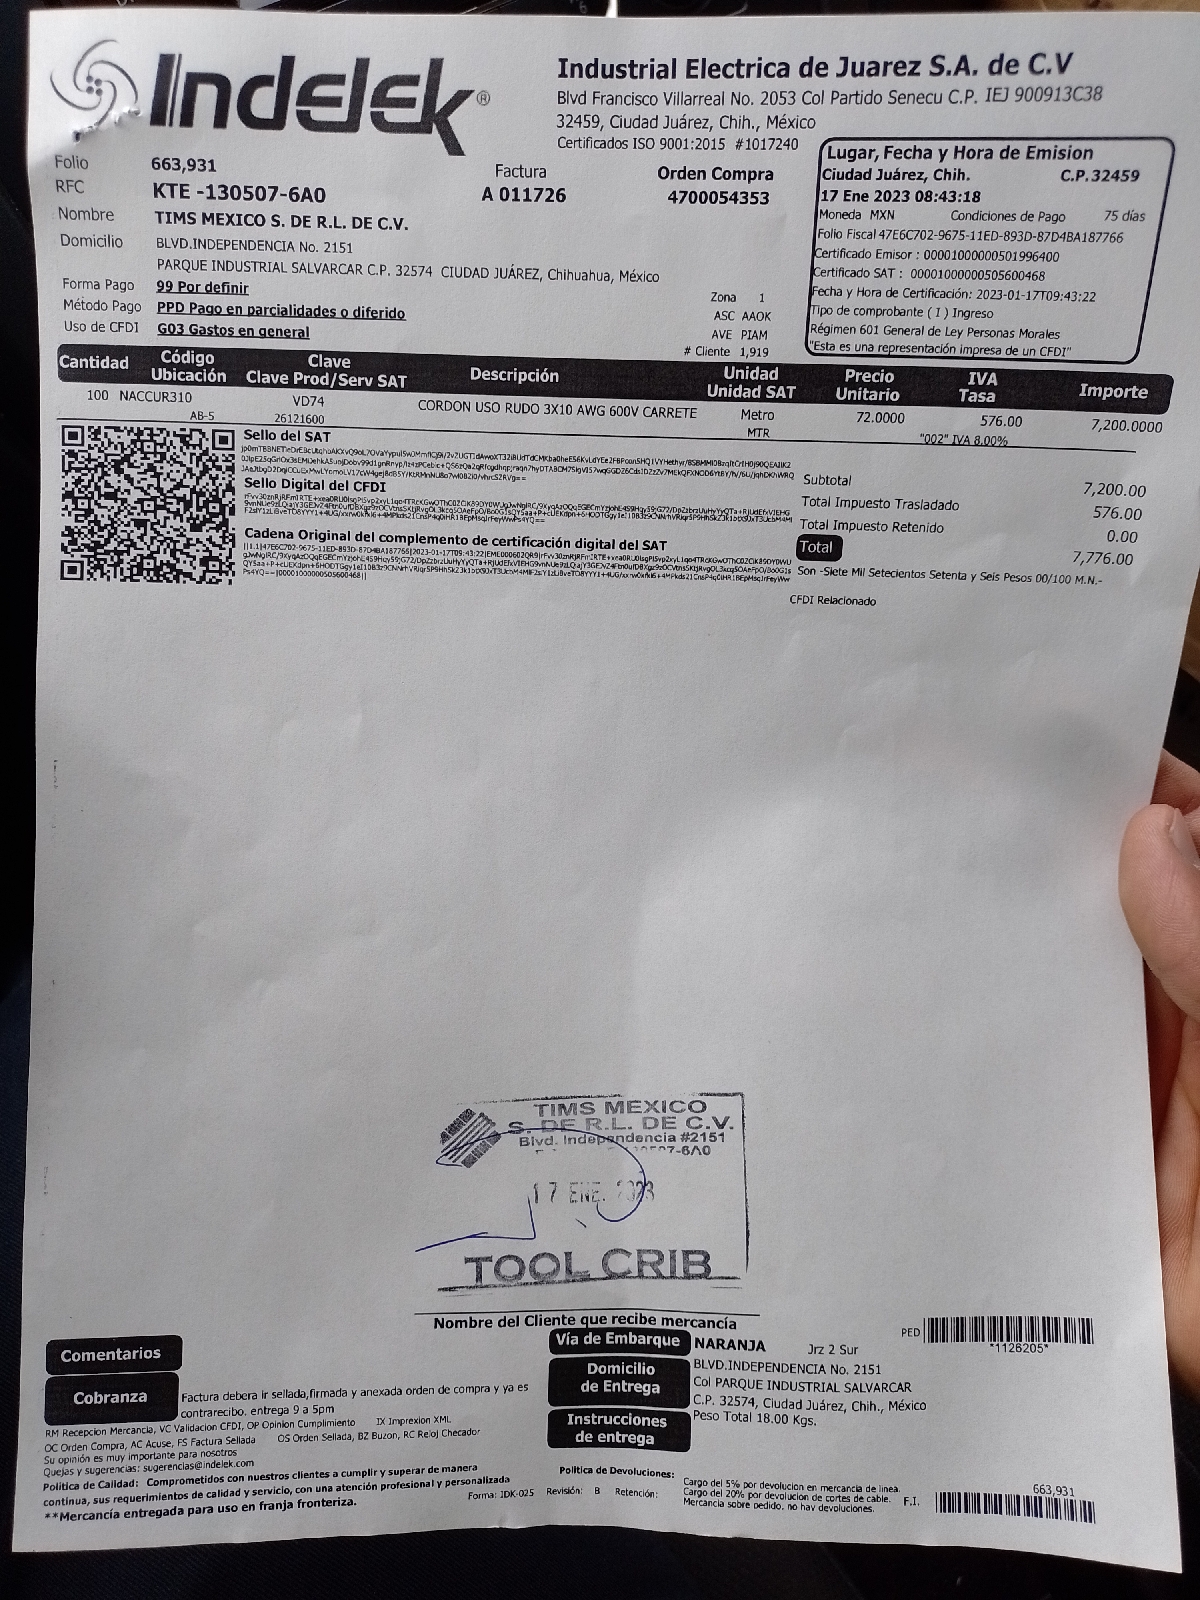 Indelek®
Industrial Electrica de Juarez S.A. de C.V
Blvd Francisco Villarreal No. 2053 Col Partido Senecu C.P. IEJ 900913C38
32459, Ciudad Juárez, Chih., México
Certificados ISO 9001:2015 #1017240
Folio 663,931
RFC KTE -130507-6A0
Factura
A 011726
Orden Compra
4700054353
Nombre TIMS MEXICO S. DE R.L. DE C.V.
Domicilio BLVD.INDEPENDENCIA No. 2151
PARQUE INDUSTRIAL SALVARCAR C.P. 32574 CIUDAD JUÁREZ, Chihuahua, México
Forma Pago 99 Por definir
Método Pago PPD Pago en parcialidades o diferido
Uso de CFDI G03 Gastos en general
Zona 1
ASC AAOK
AVE PIAM
# Cliente 1,919
Lugar, Fecha y Hora de Emision
Ciudad Juárez, Chih. C.P.32459
17 Ene 2023 08:43:18
Moneda MXN Condiciones de Pago 75 días
Folio Fiscal 47E6C702-9675-11ED-893D-87D4BA187766
Certificado Emisor : 00001000000501996400
Certificado SAT : 00001000000505600468
Fecha y Hora de Certificación: 2023-01-17T09:43:22
Tipo de comprobante ( I ) Ingreso
Régimen 601 General de Ley Personas Morales
"Esta es una representación impresa de un CFDI"
Cantidad Código Ubicación Clave Clave Prod/Serv SAT Descripción Unidad Unidad SAT Precio Unitario IVA Tasa Importe
100 NACCUR310 VD74 CORDON USO RUDO 3X10 AWG 600V CARRETE Metro 72.0000 576.00 7,200.0000
AB-5 26121600 MTR "002" IVA 8.00%
Sello del SAT
Sello Digital del CFDI
Cadena Original del complemento de certificación digital del SAT
Subtotal 7,200.00
Total Impuesto Trasladado 576.00
Total Impuesto Retenido 0.00
Total 7,776.00
Son -Siete Mil Setecientos Setenta y Seis Pesos 00/100 M.N.-
CFDI Relacionado
TIMS MEXICO
S. DE R.L. DE C.V.
Blvd. Independencia #2151
7-6A0
17 ENE. 2023
TOOL CRIB
Nombre del Cliente que recibe mercancía
Comentarios
Cobranza
Factura debera ir sellada,firmada y anexada orden de compra y ya es
contrarecibo. entrega 9 a 5pm
RM Recepcion Mercancia, VC Validacion CFDI, OP Opinion Cumplimiento IX Imprexion XML
OC Orden Compra, AC Acuse, FS Factura Sellada OS Orden Sellada, BZ Buzon, RC Reloj Checador
Su opinión es muy importante para nosotros
Quejas y sugerencias: sugerencias@indelek.com
Politica de Calidad: Comprometidos con nuestros clientes a cumplir y superar de manera
continua, sus requerimientos de calidad y servicio, con una atención profesional y personalizada
**Mercancía entregada para uso en franja fronteriza.
Vía de Embarque NARANJA Jrz 2 Sur
Domicilio de Entrega
BLVD.INDEPENDENCIA No. 2151
Col PARQUE INDUSTRIAL SALVARCAR
C.P. 32574, Ciudad Juárez, Chih., México
Peso Total 18.00 Kgs.
Instrucciones de entrega
PED
*1126205*
Forma: IDK-025 Revisión: B Retención:
Politica de Devoluciones:
Cargo del 5% por devolucion en mercancia de linea.
Cargo del 20% por devolucion de cortes de cable.
Mercancia sobre pedido, no hay devoluciones.
F.I.
663,931